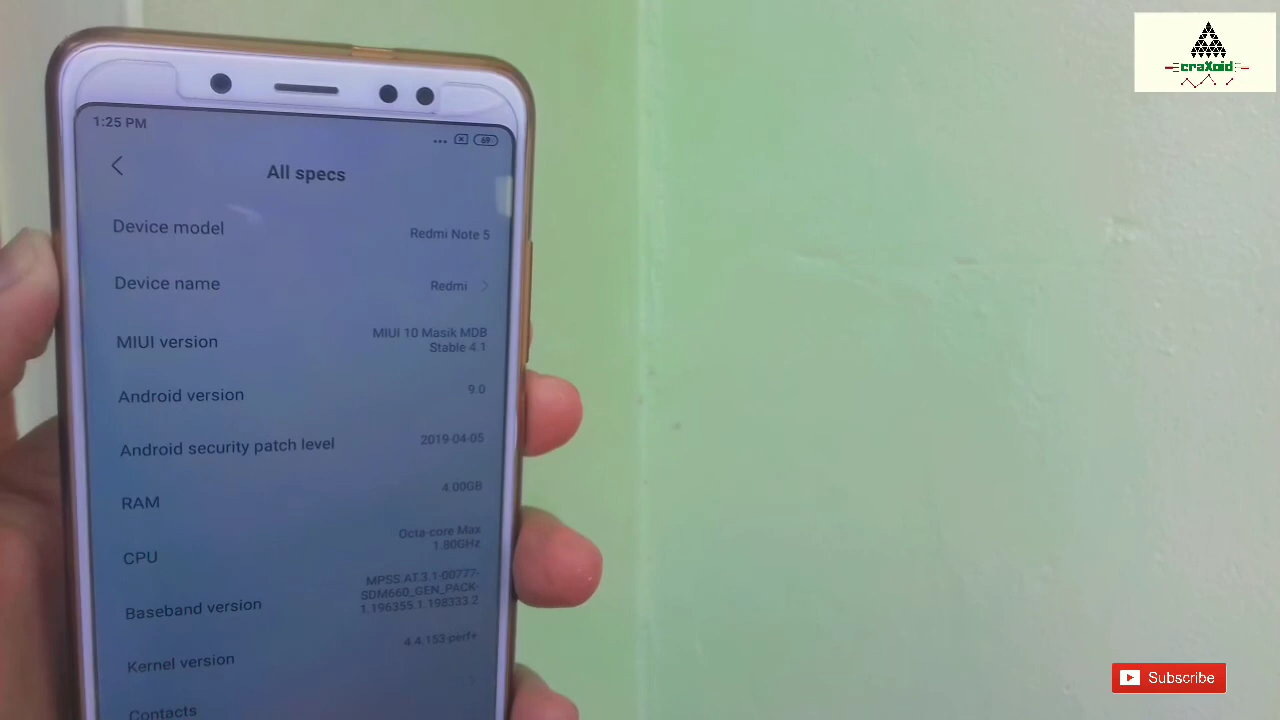 craXoid
1:25 PM
69
All specs
Device model
Redmi Note 5
Device name
Redmi
MIUI version
MIUI 10 Masik MDB
Stable 4.1
Android version
9.0
Android security patch level
2019-04-05
RAM
4.00GB
CPU
Octa-core Max
1.80GHz
Baseband version
MPSS.AT.3.1-00777-
SDM660_GEN_PACK-
1.196355.1.198333.2
Kernel version
4.4.153-perf+
Contacts
Subscribe